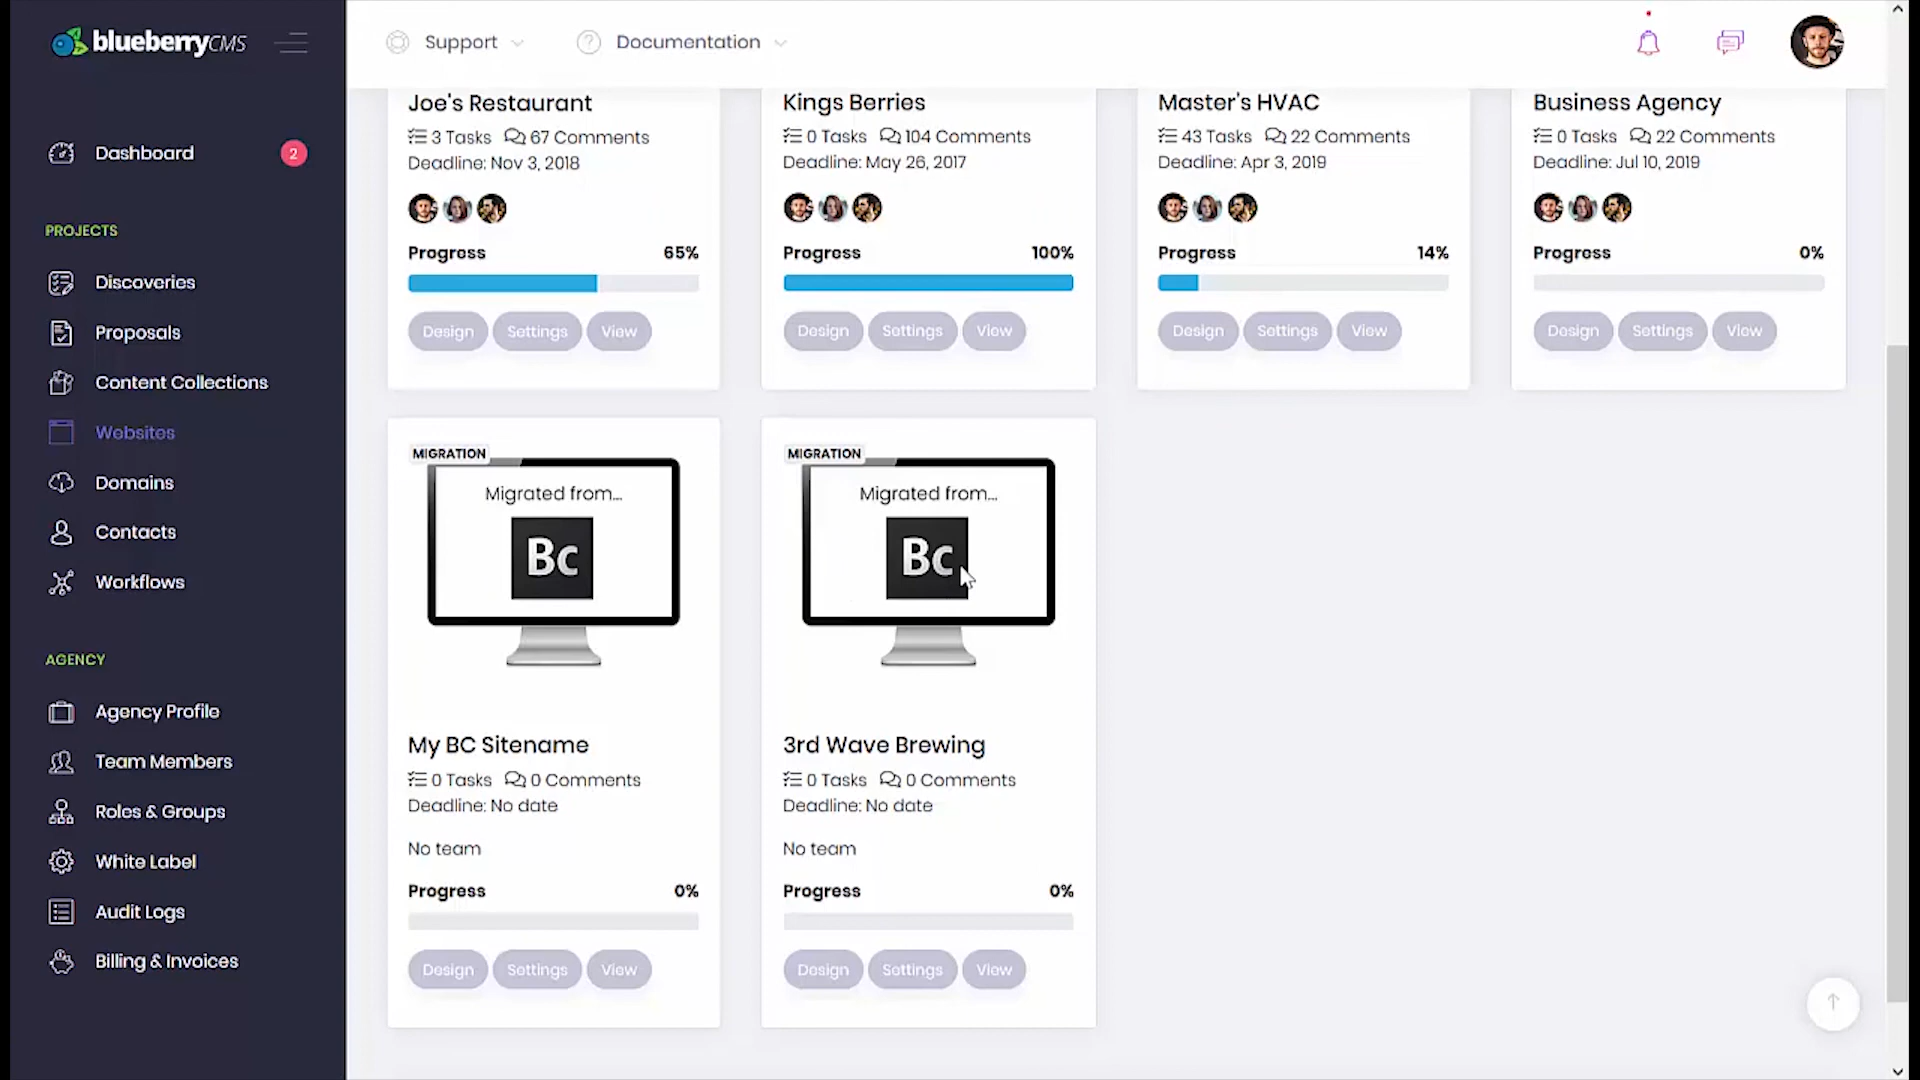 blueberryCMS
Support
Documentation
Dashboard
2
PROJECTS
Discoveries
Proposals
Content Collections
Websites
Domains
Contacts
Workflows
AGENCY
Agency Profile
Team Members
Roles & Groups
White Label
Audit Logs
Billing & Invoices
Joe's Restaurant
3 Tasks 67 Comments
Deadline: Nov 3, 2018
Progress 65%
Design Settings View
Kings Berries
0 Tasks 104 Comments
Deadline: May 26, 2017
Progress 100%
Design Settings View
Master's HVAC
43 Tasks 22 Comments
Deadline: Apr 3, 2019
Progress 14%
Design Settings View
Business Agency
0 Tasks 22 Comments
Deadline: Jul 10, 2019
Progress 0%
Design Settings View
MIGRATION
Migrated from...
Bc
My BC Sitename
0 Tasks 0 Comments
Deadline: No date
No team
Progress 0%
Design Settings View
MIGRATION
Migrated from...
Bc
3rd Wave Brewing
0 Tasks 0 Comments
Deadline: No date
No team
Progress 0%
Design Settings View